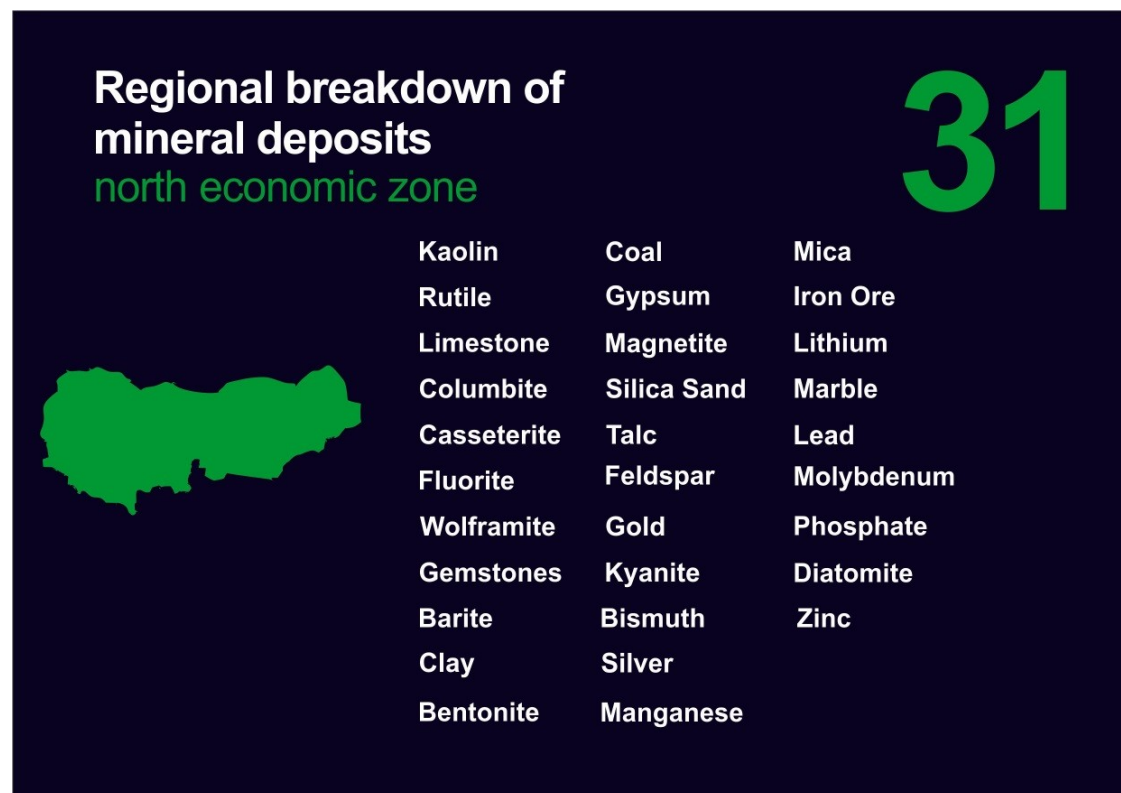 Regional breakdown of
mineral deposits
north economic zone
31
Kaolin
Rutile
Limestone
Columbite
Casseterite
Fluorite
Wolframite
Gemstones
Barite
Clay
Bentonite
Coal
Gypsum
Magnetite
Silica Sand
Talc
Feldspar
Gold
Kyanite
Bismuth
Silver
Manganese
Mica
Iron Ore
Lithium
Marble
Lead
Molybdenum
Phosphate
Diatomite
Zinc